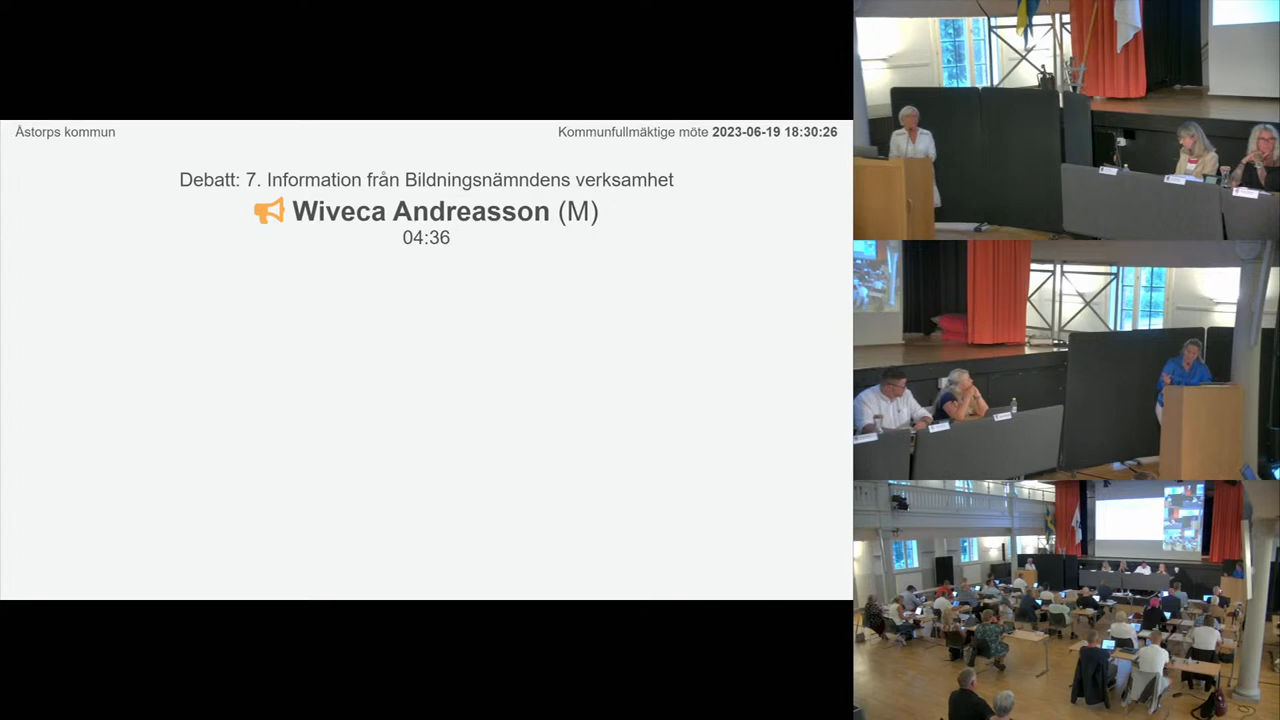 Åstorps kommun
Kommunfullmäktige möte 2023-06-19 18:30:26
Debatt: 7. Information från Bildningsnämndens verksamhet
Wiveca Andreasson (M)
04:36